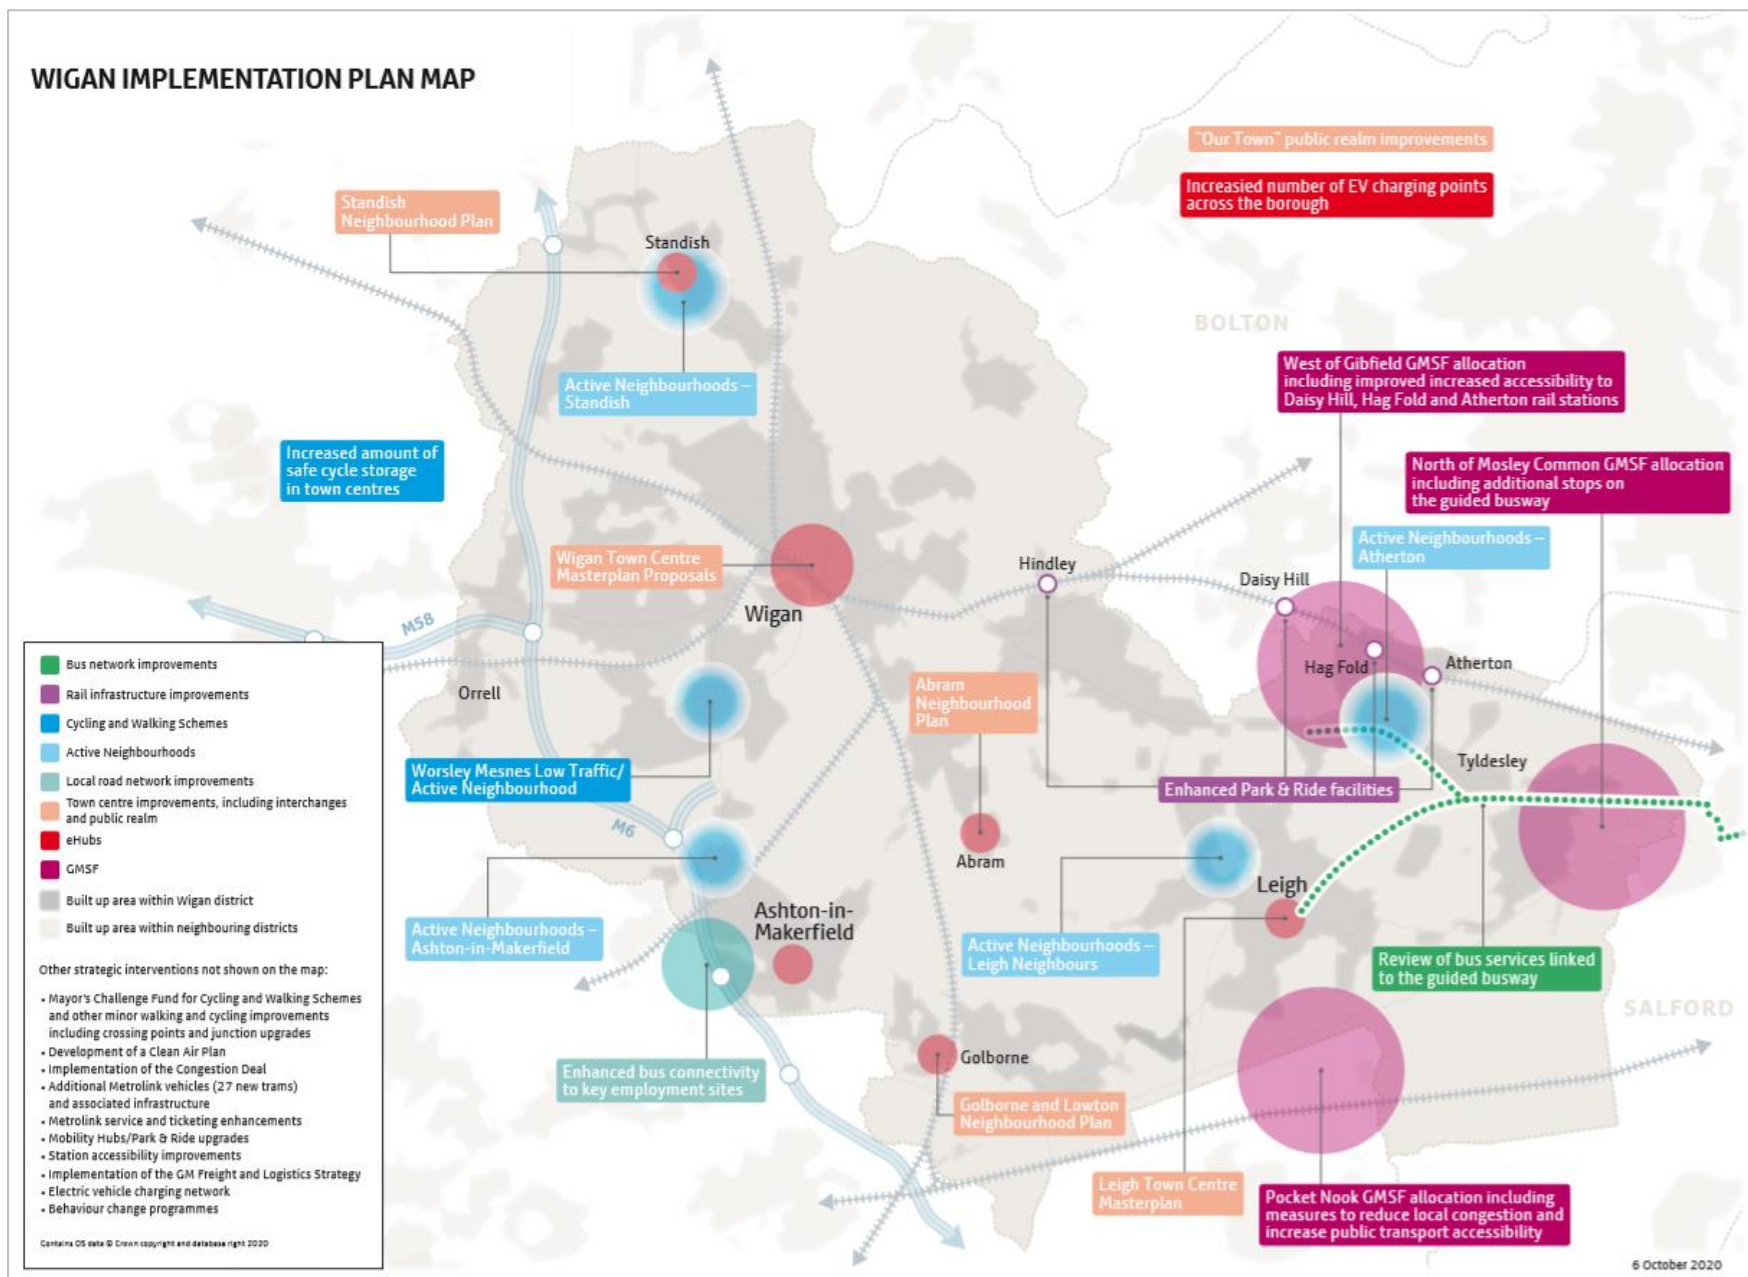 WIGAN IMPLEMENTATION PLAN MAP
"Our Town" public realm improvements
Increasied number of EV charging points
across the borough
Standish
Neighbourhood Plan
Standish
BOLTON
Active Neighbourhoods –
Standish
West of Gibfield GMSF allocation
including improved increased accessibility to
Daisy Hill, Hag Fold and Atherton rail stations
Increased amount of
safe cycle storage
in town centres
North of Mosley Common GMSF allocation
including additional stops on
the guided busway
Active Neighbourhoods –
Atherton
Wigan Town Centre
Masterplan Proposals
Hindley
Daisy Hill
Wigan
M58
Hag Fold
Atherton
Orrell
Abram
Neighbourhood
Plan
Worsley Mesnes Low Traffic/
Active Neighbourhood
Tyldesley
Enhanced Park & Ride facilities
M6
Abram
Leigh
Ashton-in-
Makerfield
Active Neighbourhoods –
Ashton-in-Makerfield
Active Neighbourhoods –
Leigh Neighbours
Review of bus services linked
to the guided busway
SALFORD
Golborne
Enhanced bus connectivity
to key employment sites
Golborne and Lowton
Neighbourhood Plan
Leigh Town Centre
Masterplan
Pocket Nook GMSF allocation including
measures to reduce local congestion and
increase public transport accessibility
Bus network improvements
Rail infrastructure improvements
Cycling and Walking Schemes
Active Neighbourhoods
Local road network improvements
Town centre improvements, including interchanges
and public realm
eHubs
GMSF
Built up area within Wigan district
Built up area within neighbouring districts
Other strategic interventions not shown on the map:
• Mayor's Challenge Fund for Cycling and Walking Schemes
and other minor walking and cycling improvements
including crossing points and junction upgrades
• Development of a Clean Air Plan
• Implementation of the Congestion Deal
• Additional Metrolink vehicles (27 new trams)
and associated infrastructure
• Metrolink service and ticketing enhancements
• Mobility Hubs/Park & Ride upgrades
• Station accessibility improvements
• Implementation of the GM Freight and Logistics Strategy
• Electric vehicle charging network
• Behaviour change programmes
Contains OS data © Crown copyright and database right 2020
6 October 2020